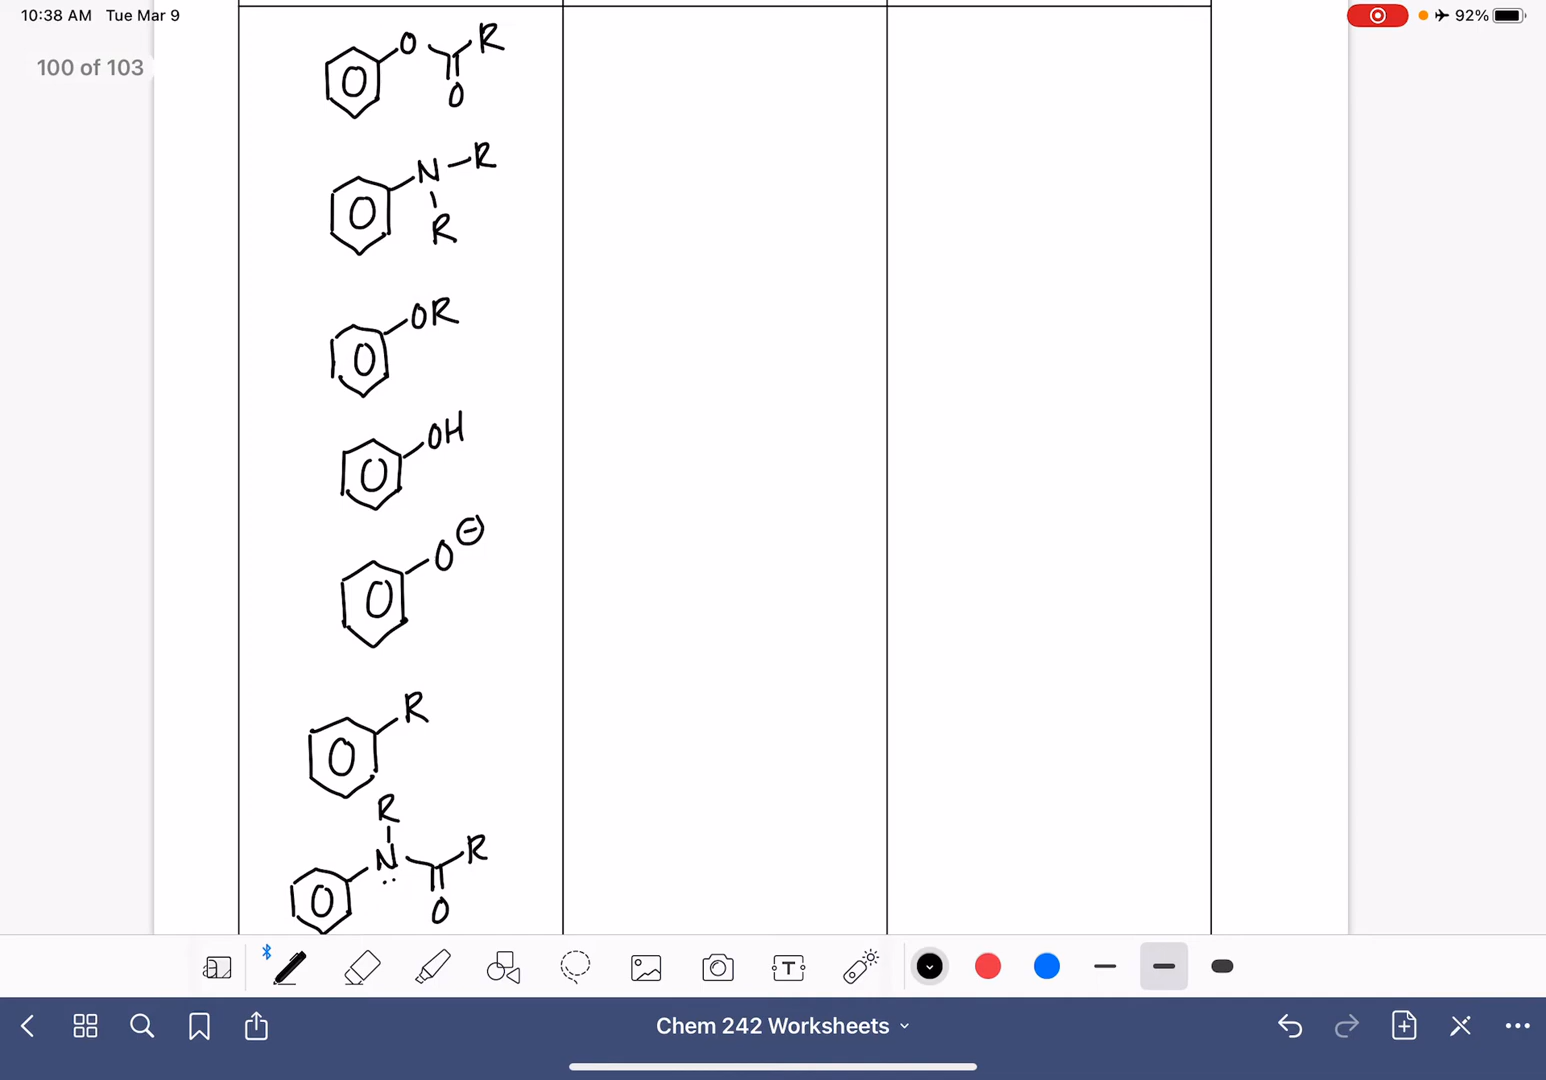 10:38 AM Tue Mar 9
92%
100 of 103
O R
O
N-R
R
OR
OH
O⊖
R
R
N R
O
T
Chem 242 Worksheets